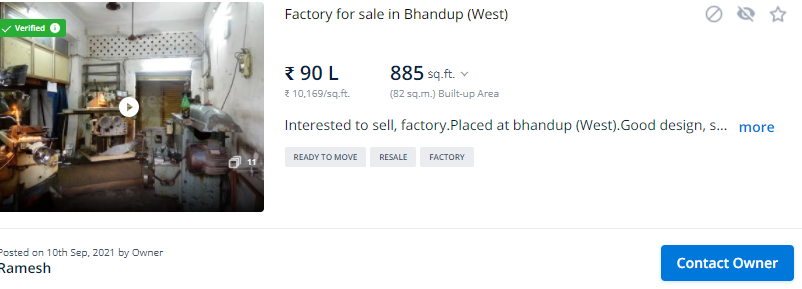 Verified
Factory for sale in Bhandup (West)
₹ 90 L
885 sq.ft.
₹ 10,169/sq.ft.
(82 sq.m.) Built-up Area
Interested to sell, factory.Placed at bhandup (West).Good design, s... more
READY TO MOVE
RESALE
FACTORY
11
Posted on 10th Sep, 2021 by Owner
Ramesh
Contact Owner